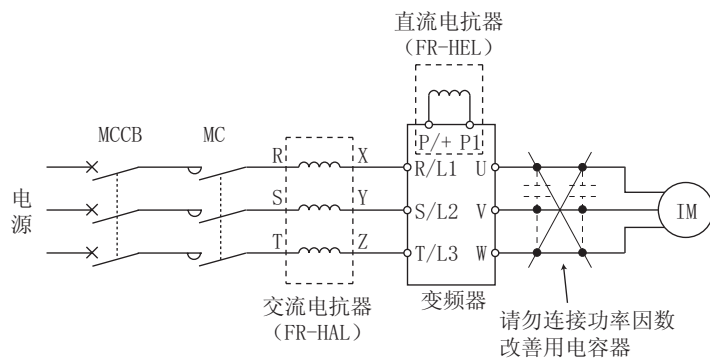 直流电抗器
（FR-HEL）
MCCB
MC
P/+ P1
R
X
R/L1
U
电
源
S
Y
S/L2
V
IM
T
Z
T/L3
W
交流电抗器
（FR-HAL）
变频器
请勿连接功率因数
改善用电容器